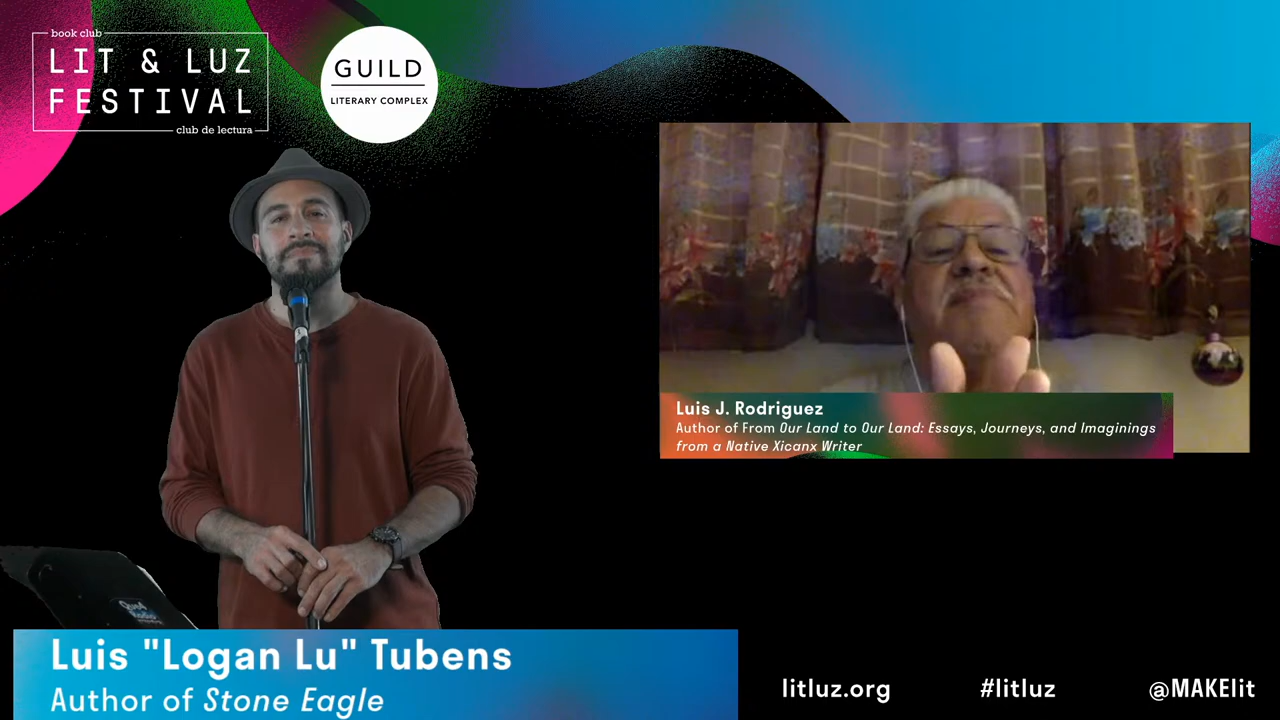 book club
LIT & LUZ
FESTIVAL
club de lectura
GUILD
LITERARY COMPLEX
Luis J. Rodriguez
Author of From Our Land to Our Land: Essays, Journeys, and Imaginings
from a Native Xicanx Writer
Luis "Logan Lu" Tubens
Author of Stone Eagle
litluz.org
#litluz
@MAKElit